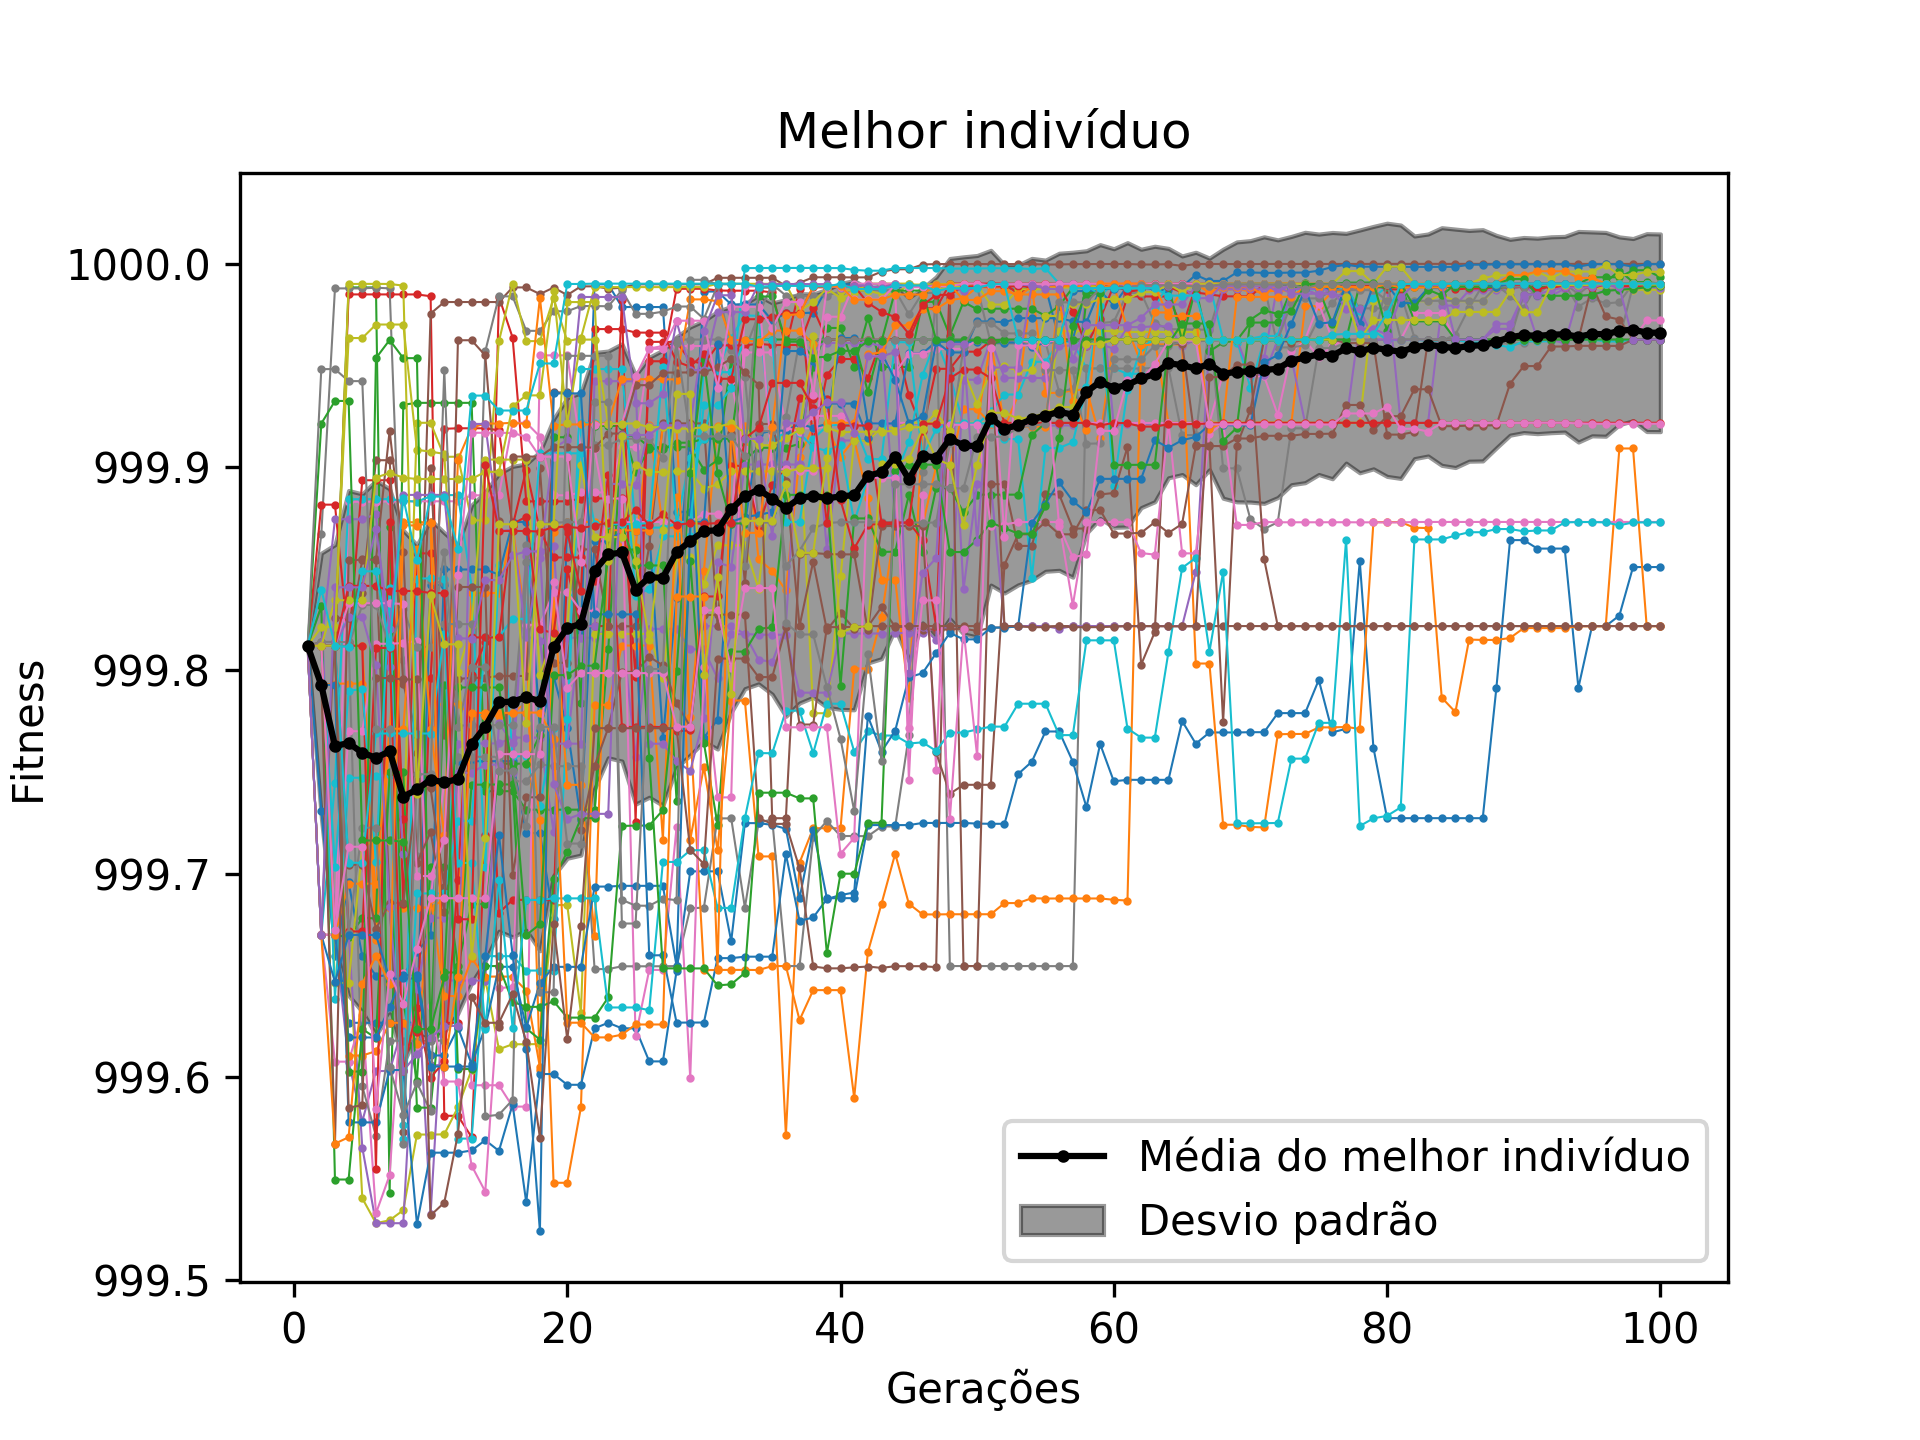 Melhor indivíduo
1000.0
999.9
999.8
999.7
999.6
999.5
Fitness
0 20 40 60 80 100
Gerações
Média do melhor indivíduo
Desvio padrão